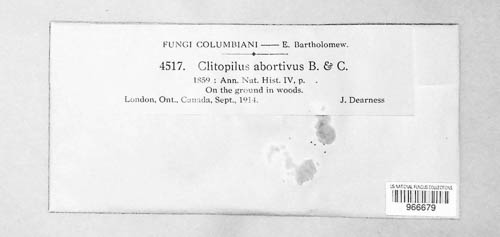 FUNGI COLUMBIANI — E. Bartholomew.
4517. Clitopilus abortivus B. & C.
1859 : Ann. Nat. Hist. IV, p. .
On the ground in woods.
London, Ont., Canada, Sept., 1914. J. Dearness
US NATIONAL FUNGUS COLLECTIONS
966679